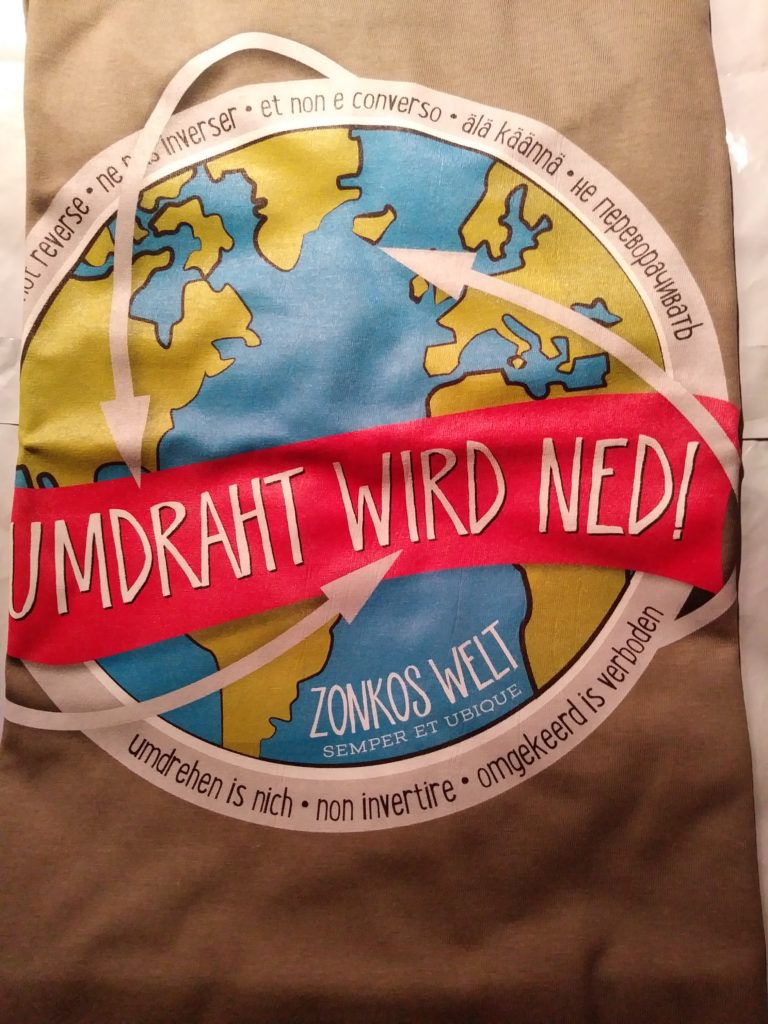 not reverse • ne pas inverser • et non e converso • älä käännä • не переворачивать
UMDRAHT WIRD NED!
ZONKOS WELT
SEMPER ET UBIQUE
umdrehen is nich • non invertire • omgekeerd is verboden